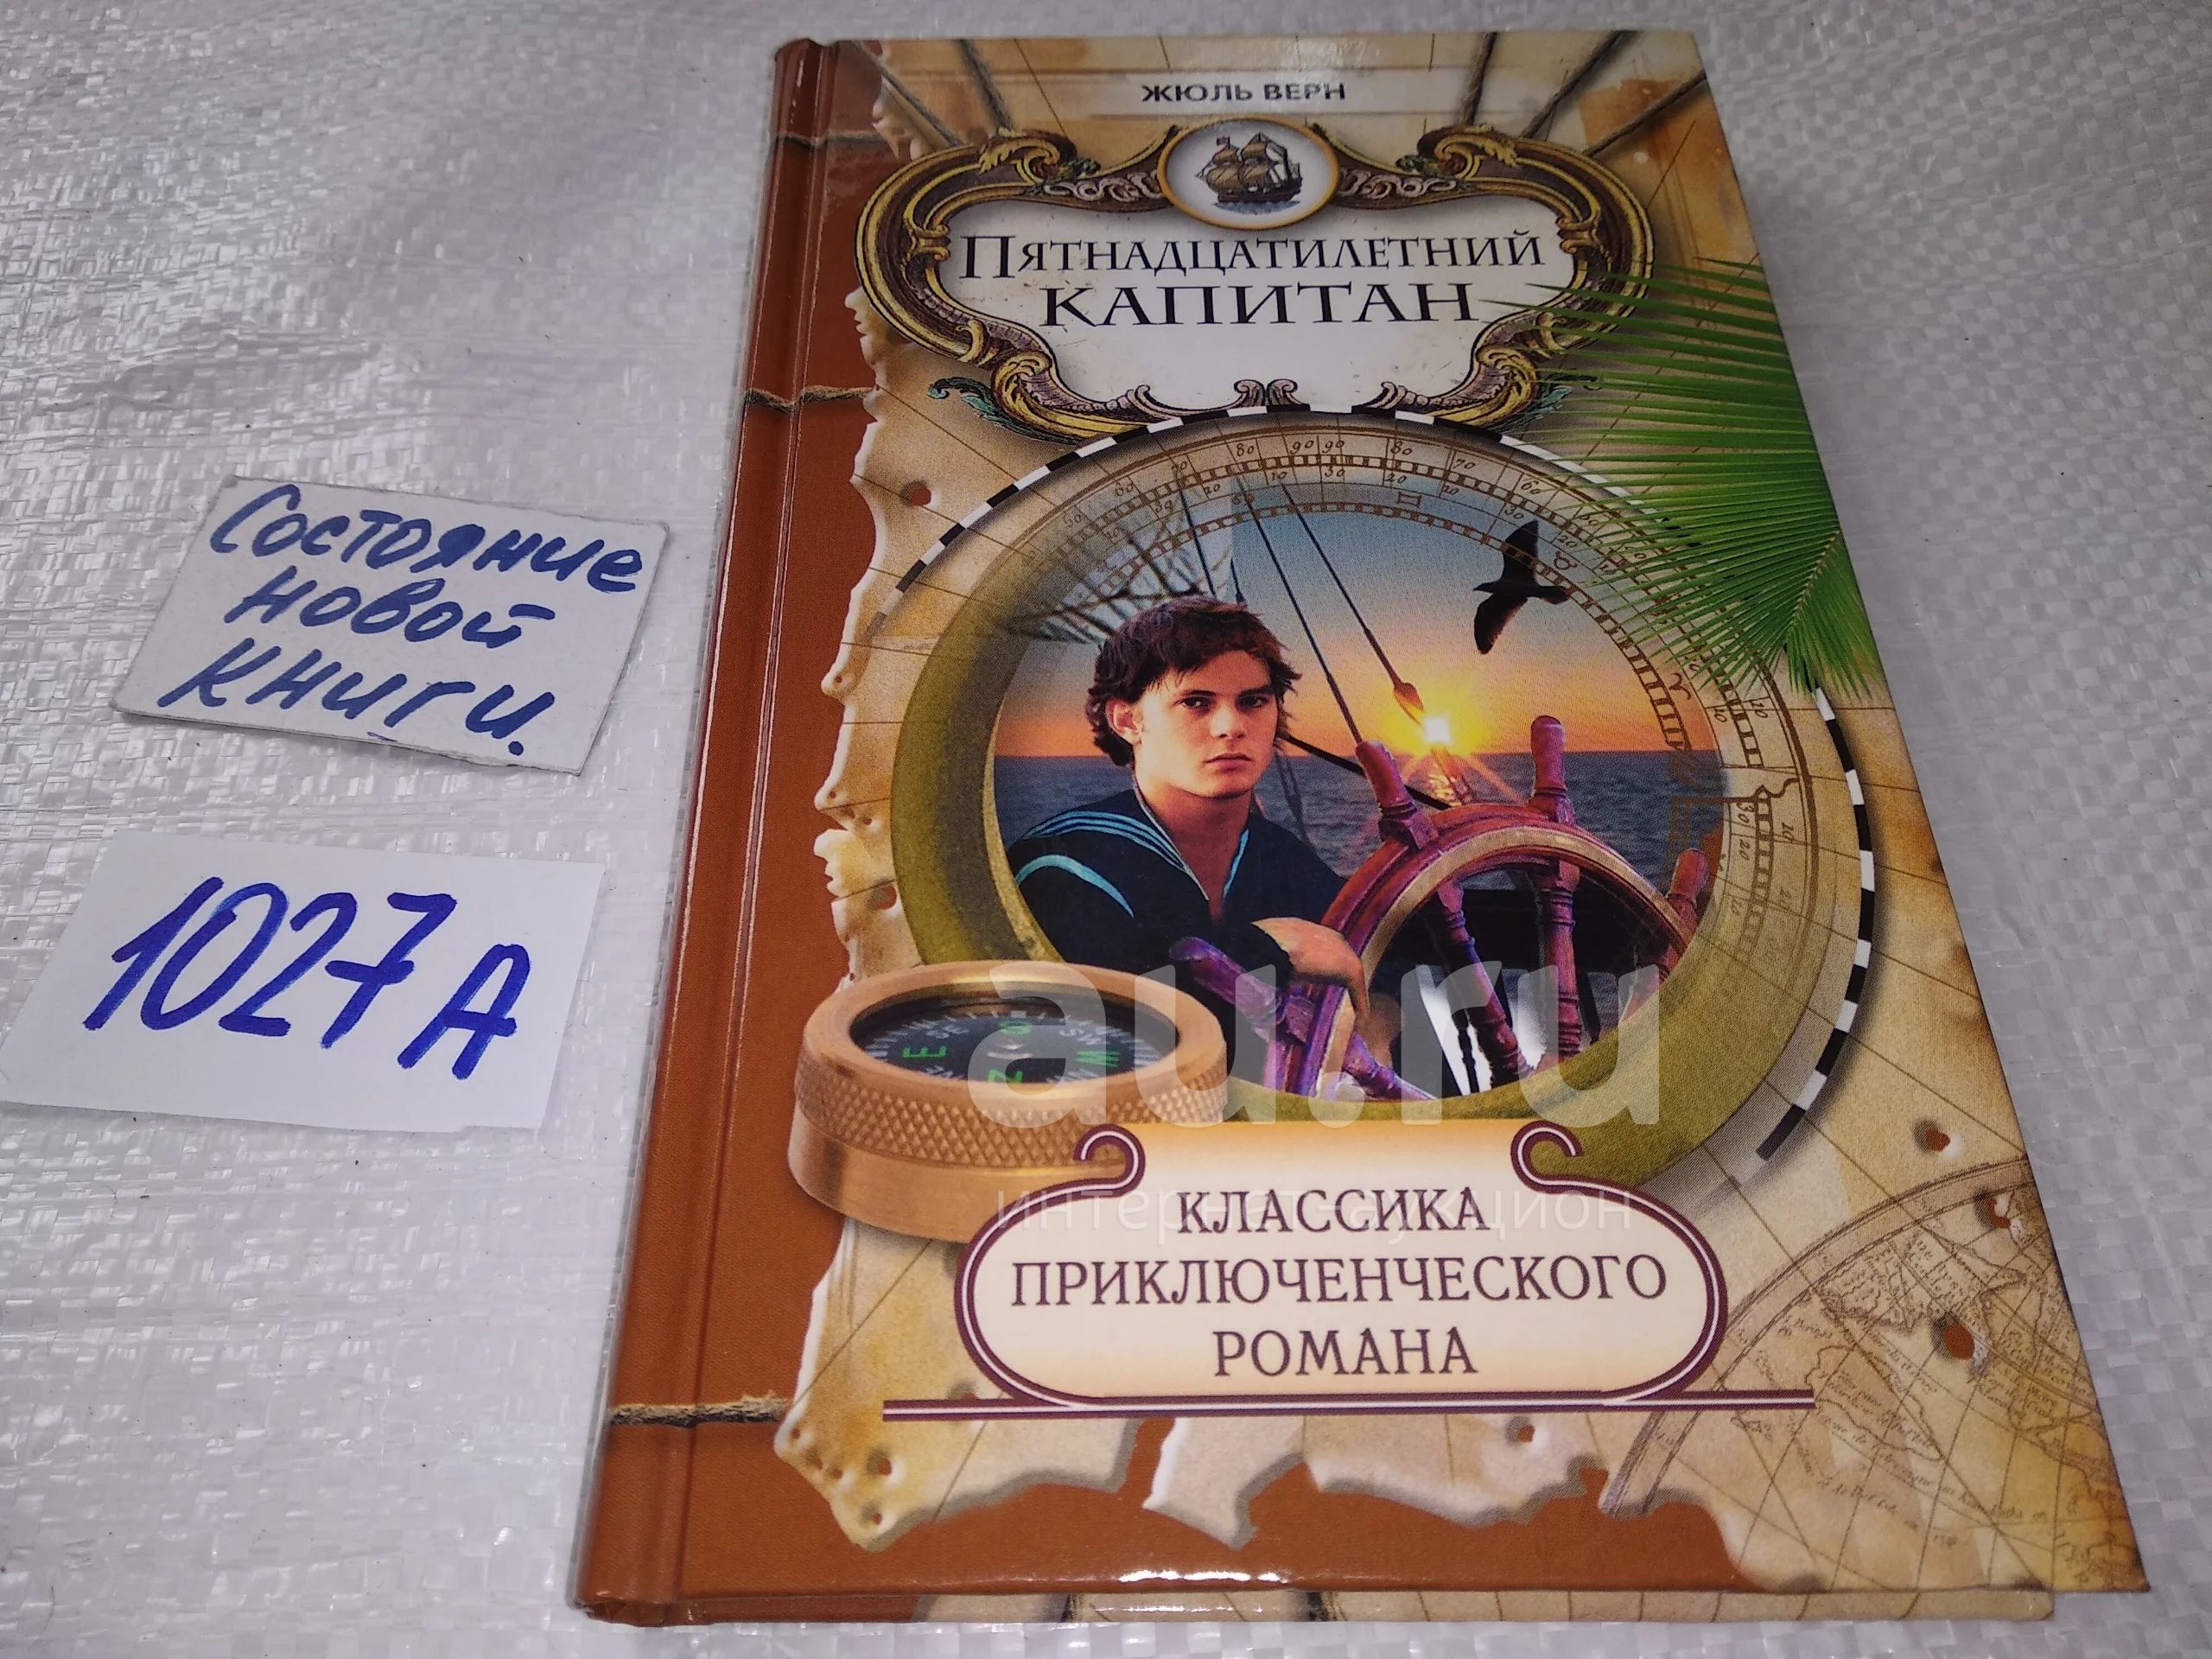 ЖЮЛЬ ВЕРН
ПЯТНАДЦАТИЛЕТНИЙ
КАПИТАН
Состояние
новой
книги.
1027А
au.ru
интернет-аукцион
КЛАССИКА
ПРИКЛЮЧЕНЧЕСКОГО
РОМАНА